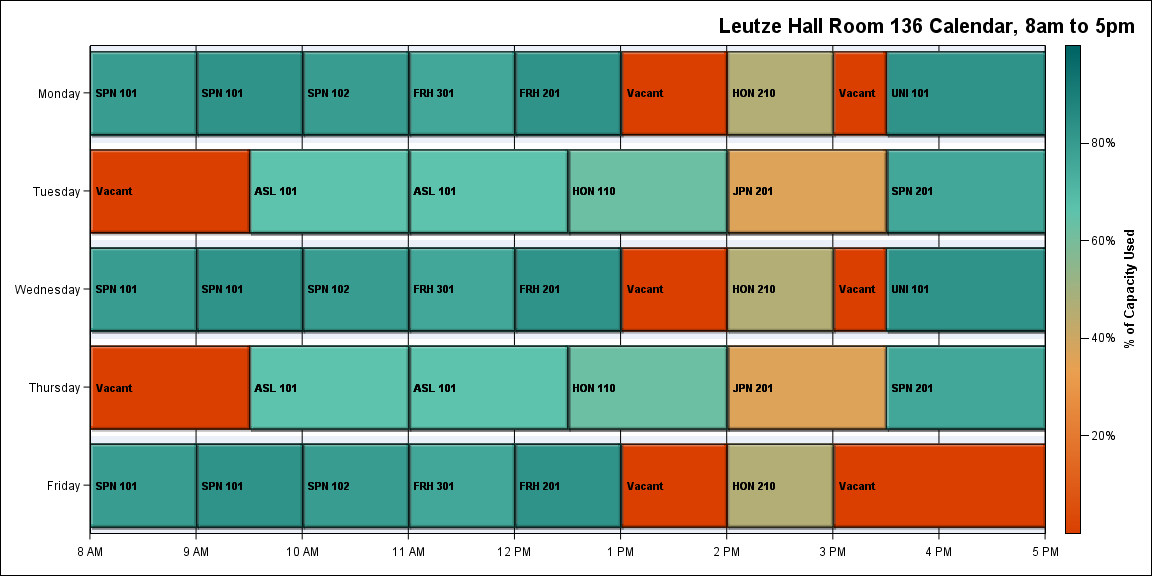 Leutze Hall Room 136 Calendar, 8am to 5pm
Monday
SPN 101
SPN 101
SPN 102
FRH 301
FRH 201
Vacant
HON 210
Vacant
UNI 101
Tuesday
Vacant
ASL 101
ASL 101
HON 110
JPN 201
SPN 201
Wednesday
SPN 101
SPN 101
SPN 102
FRH 301
FRH 201
Vacant
HON 210
Vacant
UNI 101
Thursday
Vacant
ASL 101
ASL 101
HON 110
JPN 201
SPN 201
Friday
SPN 101
SPN 101
SPN 102
FRH 301
FRH 201
Vacant
HON 210
Vacant
8 AM
9 AM
10 AM
11 AM
12 PM
1 PM
2 PM
3 PM
4 PM
5 PM
80%
60%
40%
20%
% of Capacity Used